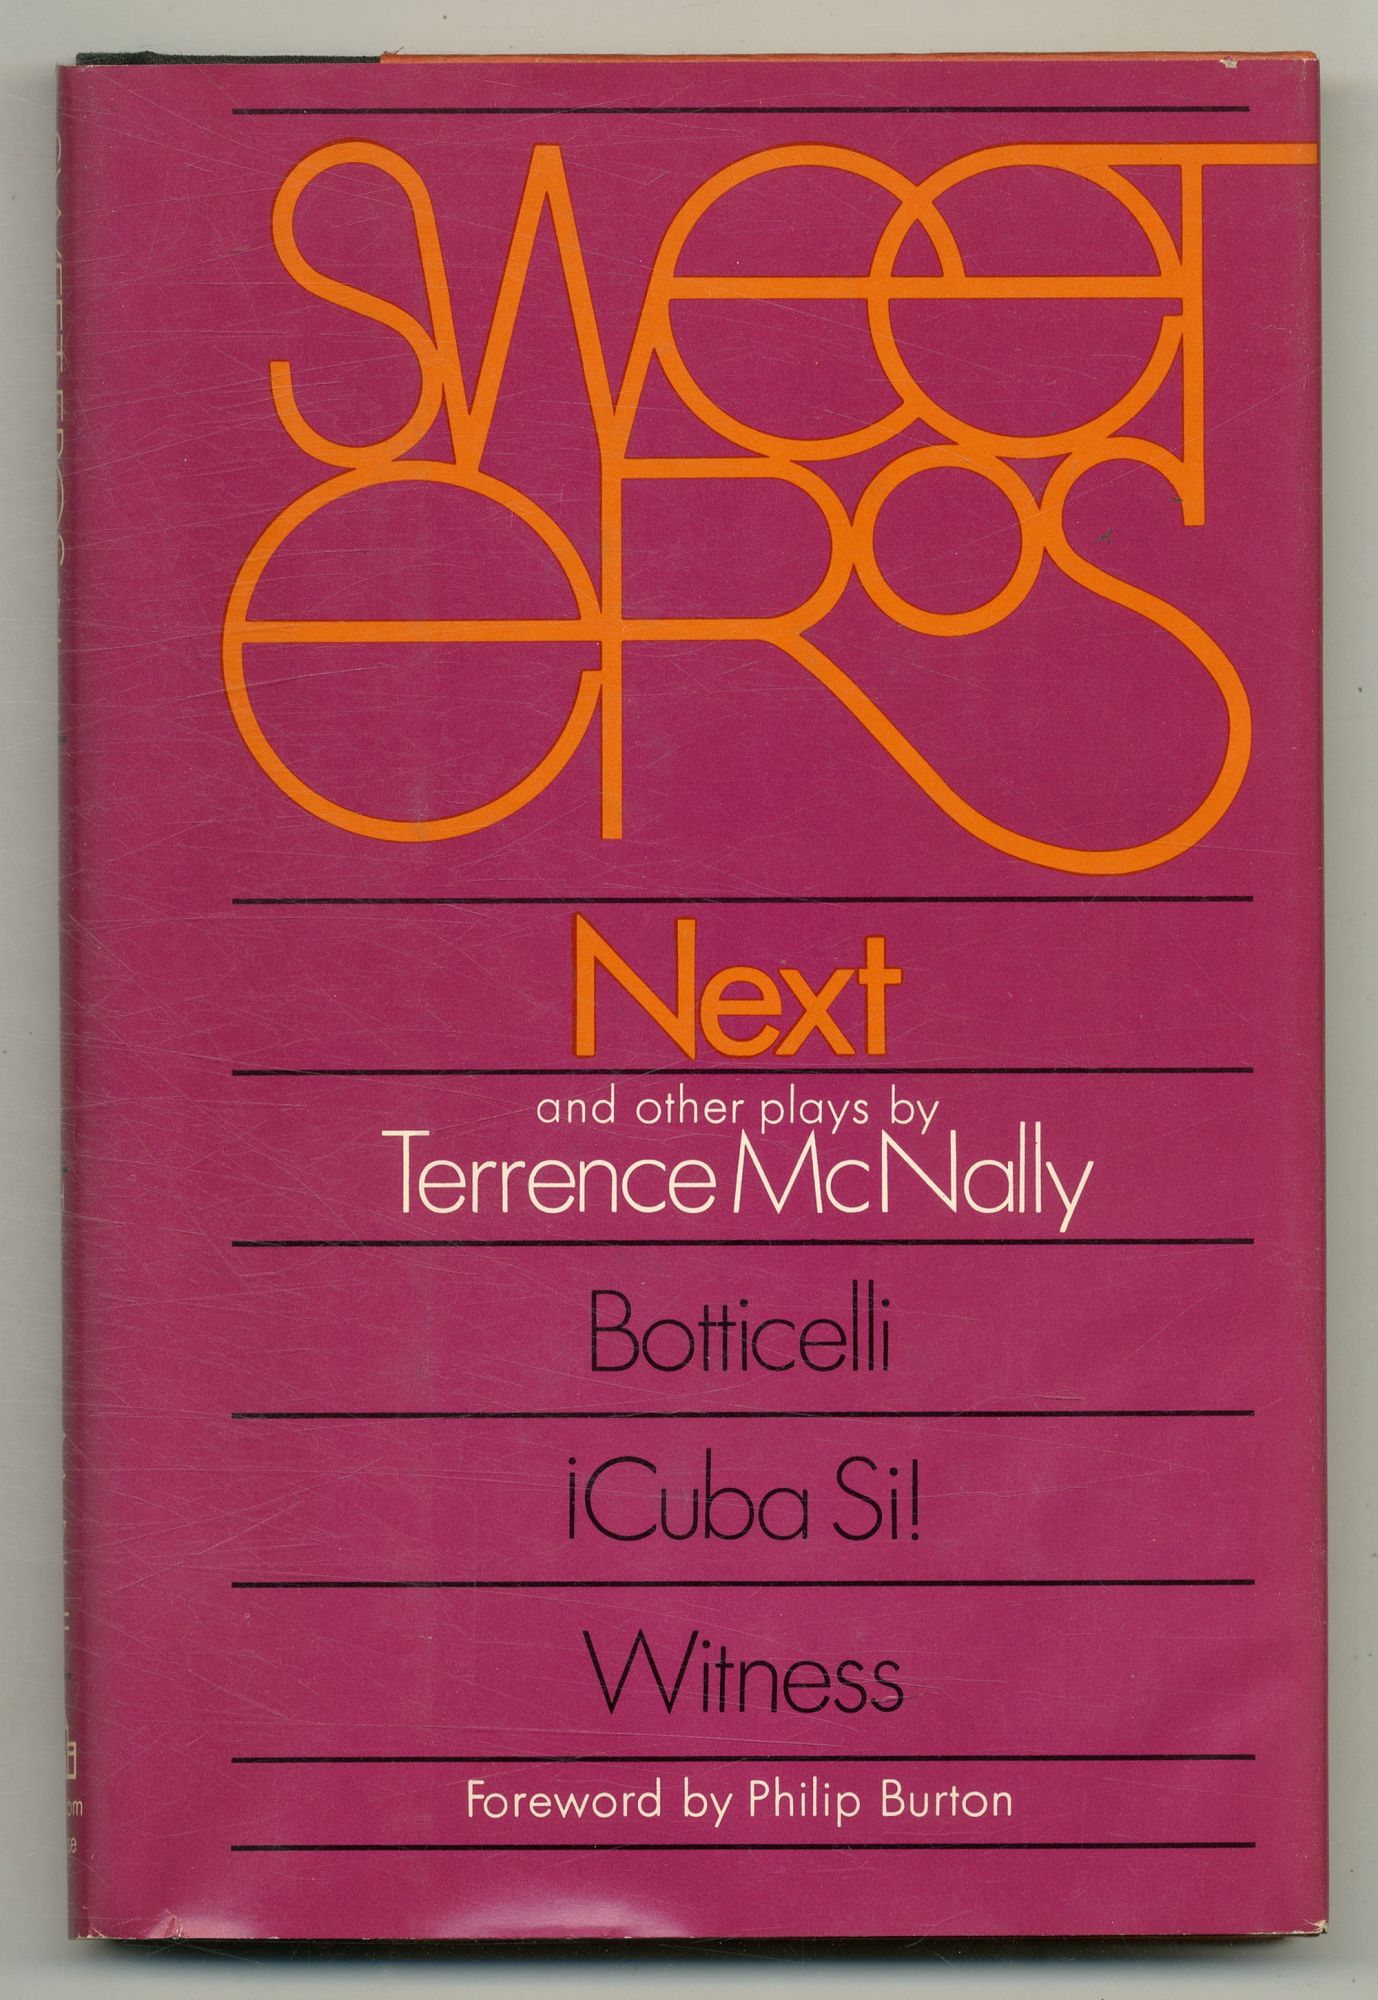 SWEET
EROS
Next
and other plays by
Terrence McNally
Botticelli
¡Cuba Si!
Witness
Foreword by Philip Burton